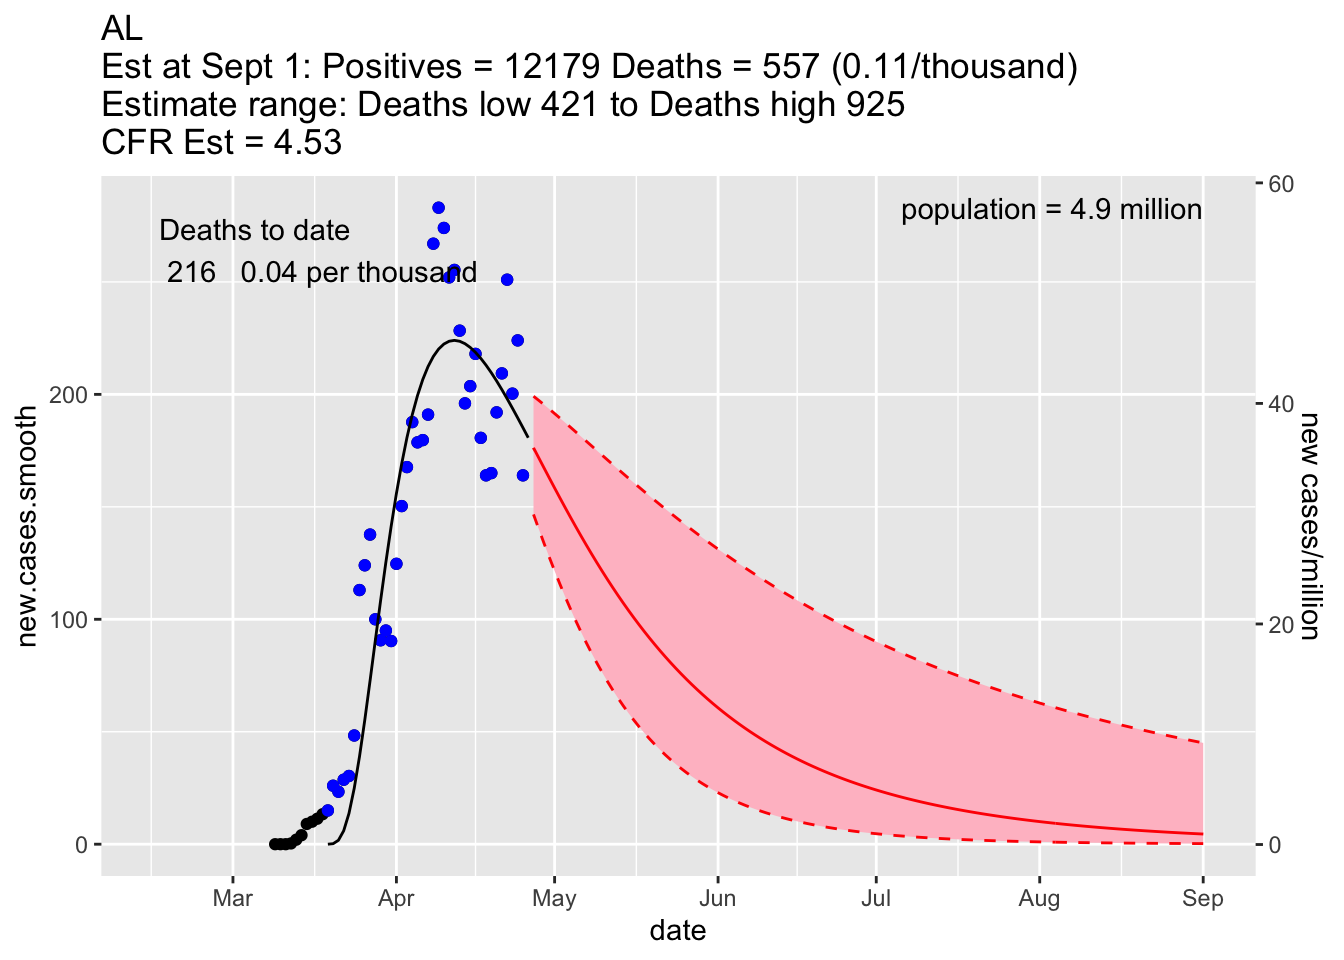 AL
Est at Sept 1: Positives = 12179 Deaths = 557 (0.11/thousand)
Estimate range: Deaths low 421 to Deaths high 925
CFR Est = 4.53
Deaths to date
216 0.04 per thousand
population = 4.9 million
new.cases.smooth
200
100
0
60
40
20
0
new cases/million
Mar Apr May Jun Jul Aug Sep
date